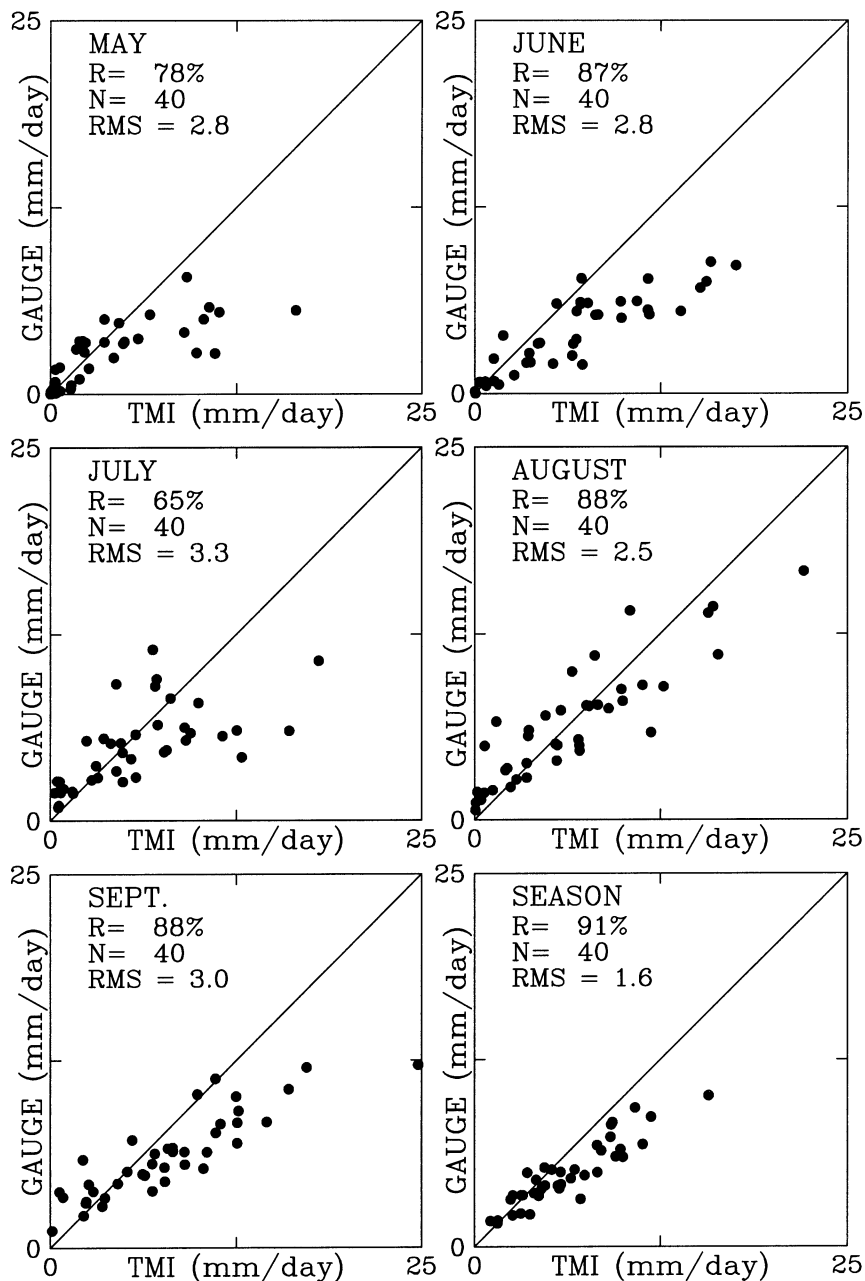 25
MAY
R= 78%
N= 40
RMS = 2.8
GAUGE (mm/day)
0
0
TMI (mm/day)
25
25
JUNE
R= 87%
N= 40
RMS = 2.8
GAUGE (mm/day)
0
0
TMI (mm/day)
25
25
JULY
R= 65%
N= 40
RMS = 3.3
GAUGE (mm/day)
0
0
TMI (mm/day)
25
25
AUGUST
R= 88%
N= 40
RMS = 2.5
GAUGE (mm/day)
0
0
TMI (mm/day)
25
25
SEPT.
R= 88%
N= 40
RMS = 3.0
GAUGE (mm/day)
0
0
TMI (mm/day)
25
25
SEASON
R= 91%
N= 40
RMS = 1.6
GAUGE (mm/day)
0
0
TMI (mm/day)
25